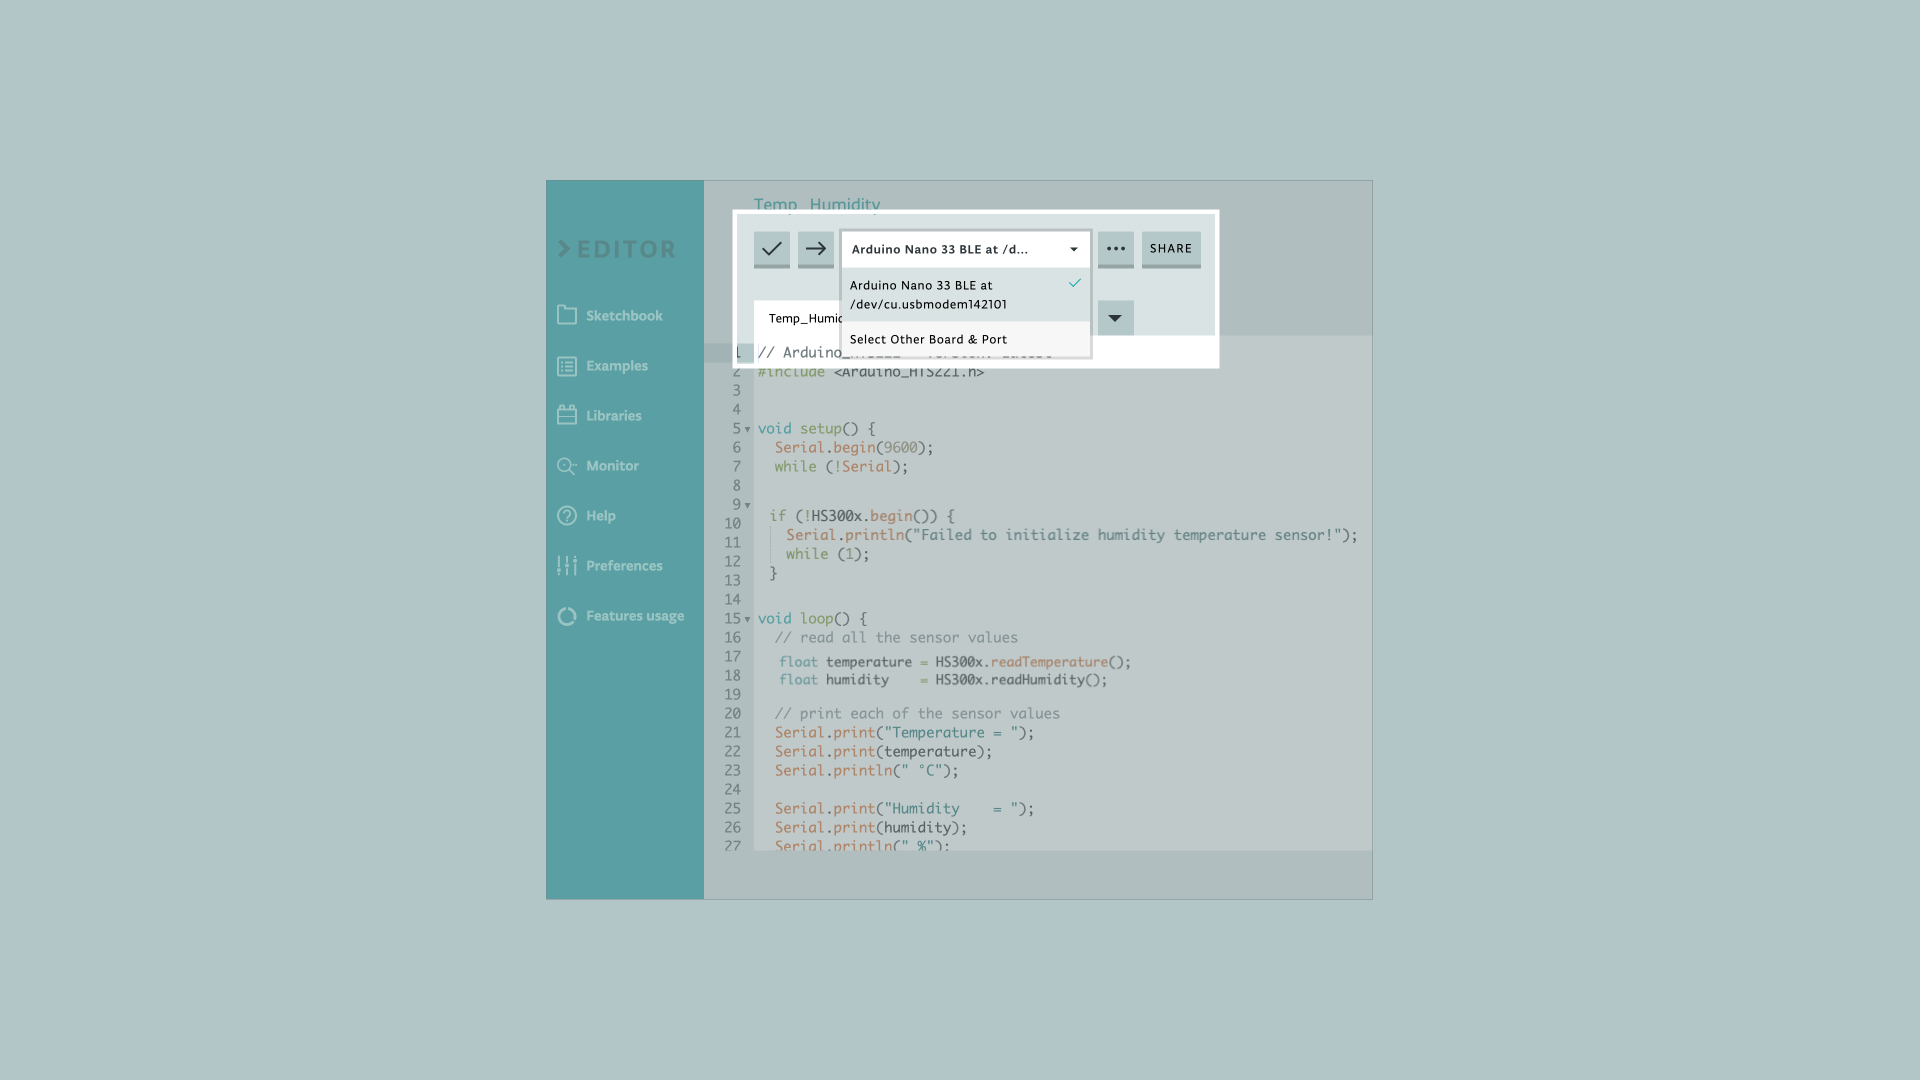 Temp_Humidity
EDITOR
Arduino Nano 33 BLE at /d...
SHARE
Arduino Nano 33 BLE at
/dev/cu.usbmodem142101
Select Other Board & Port
Temp_Humid
Sketchbook
Examples
Libraries
Monitor
Help
Preferences
Features usage
1 // Arduino_HTS221 - Version: Latest
2 #include <Arduino_HTS221.h>
3
4
5 void setup() {
6 Serial.begin(9600);
7 while (!Serial);
8
9
10 if (!HS300x.begin()) {
11 Serial.println("Failed to initialize humidity temperature sensor!");
12 while (1);
13 }
14
15 void loop() {
16 // read all the sensor values
17 float temperature = HS300x.readTemperature();
18 float humidity    = HS300x.readHumidity();
19
20 // print each of the sensor values
21 Serial.print("Temperature = ");
22 Serial.print(temperature);
23 Serial.println(" °C");
24
25 Serial.print("Humidity    = ");
26 Serial.print(humidity);
27 Serial.println(" %");